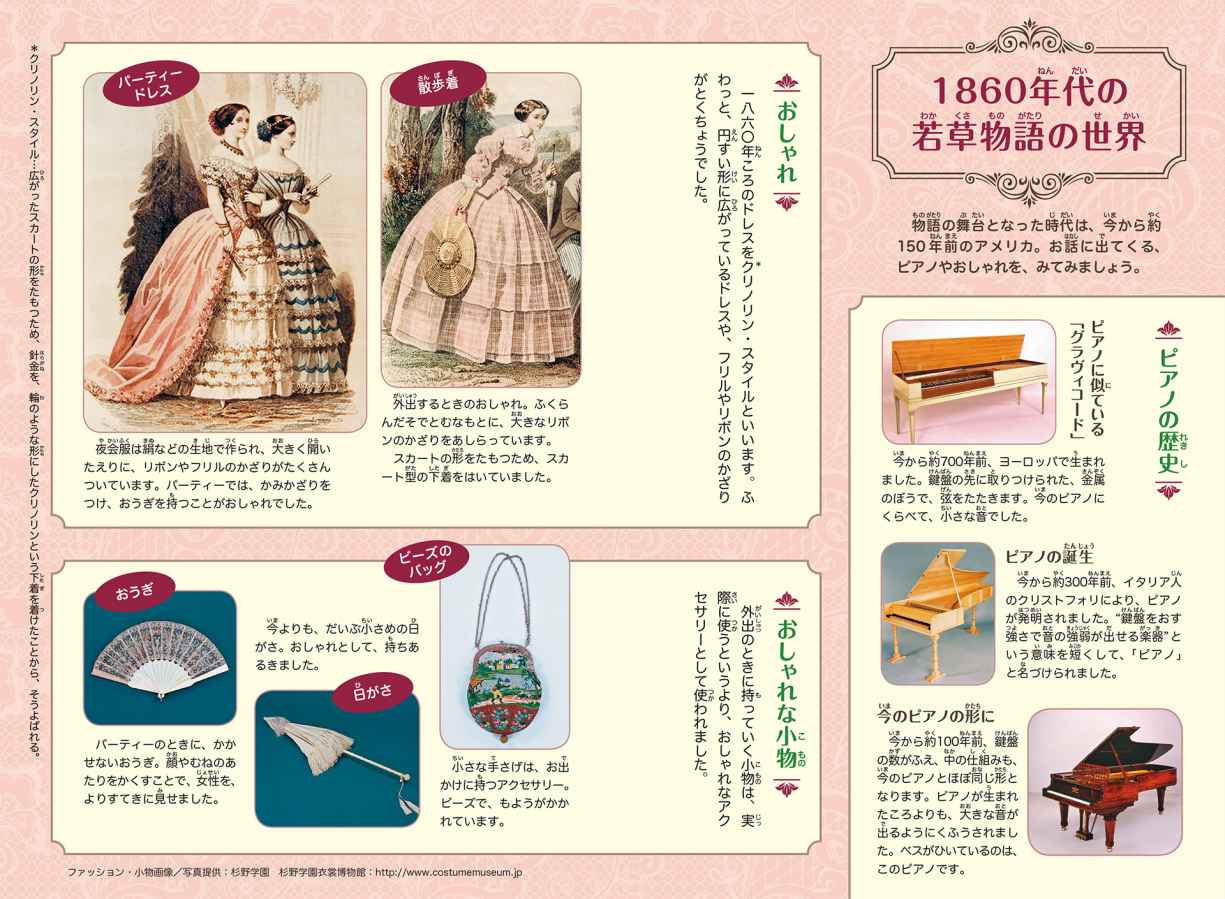 1860年代の
若草物語の世界
物語の舞台となった時代は、今から約
150年前のアメリカ。お話に出てくる、
ピアノやおしゃれを、みてみましょう。
ピアノの歴史
ピアノに似ている
「グラヴィコード」
今から約700年前、ヨーロッパで生まれ
ました。鍵盤の先に取りつけられた、金属
のぼうで、弦をたたきます。今のピアノに
くらべて、小さな音でした。
ピアノの誕生
今から約300年前、イタリア人
のクリストフォリにより、ピアノ
が発明されました。“鍵盤をおす
強さで音の強弱が出せる楽器”と
いう意味を短くして、「ピアノ」
と名づけられました。
今のピアノの形に
今から約100年前、鍵盤
の数がふえ、中の仕組みも、
今のピアノとほぼ同じ形と
なります。ピアノが生まれ
たころよりも、大きな音が
出るようにくふうされまし
た。ベスがひいているのは、
このピアノです。
おしゃれ
一八六〇年ころのドレスをクリノリン・スタイルといいます。ふ
わっと、円すい形に広がっているドレスや、フリルやリボンのかざり
がとくちょうでした。
散歩着
外出するときのおしゃれ。ふくら
んだそでとむなもとに、大きなリボ
ンのかざりをあしらっています。
スカートの形をたもつため、スカ
ート型の下着をはいていました。
パーティー
ドレス
夜会服は絹などの生地で作られ、大きく開い
たえりに、リボンやフリルのかざりがたくさん
ついています。パーティーでは、かみかざりを
つけ、おうぎを持つことがおしゃれでした。
おしゃれな小物
外出のときに持っていく小物は、実
際に使うというより、おしゃれなアク
セサリーとして使われました。
ビーズの
バッグ
小さな手さげは、お出
かけに持つアクセサリー。
ビーズで、もようがかか
れています。
日がさ
今よりも、だいぶ小さめの日
がさ。おしゃれとして、持ちあ
るきました。
おうぎ
パーティーのときに、かか
せないおうぎ。顔やむねのあ
たりをかくすことで、女性を、
よりすてきに見せました。
*クリノリン・スタイル…広がったスカートの形をたもつため、針金を、輪のような形にしたクリノリンという下着を着けたことから、そうよばれる。
ファッション・小物画像／写真提供：杉野学園　杉野学園衣裳博物館：http://www.costumemuseum.jp